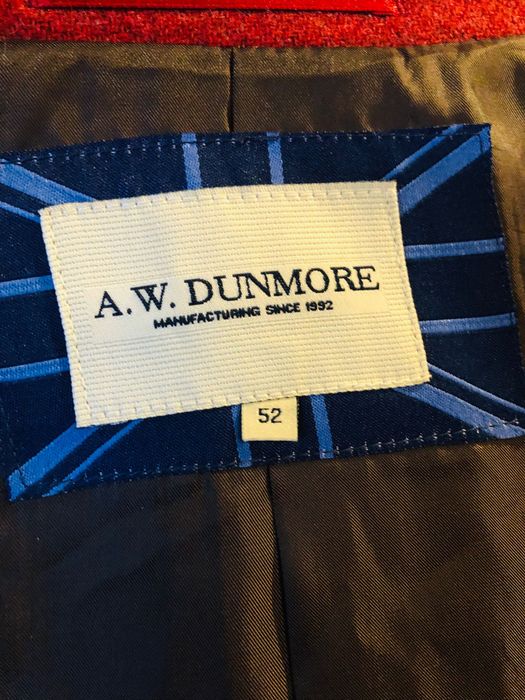 A.W. DUNMORE
MANUFACTURING SINCE 1992
52